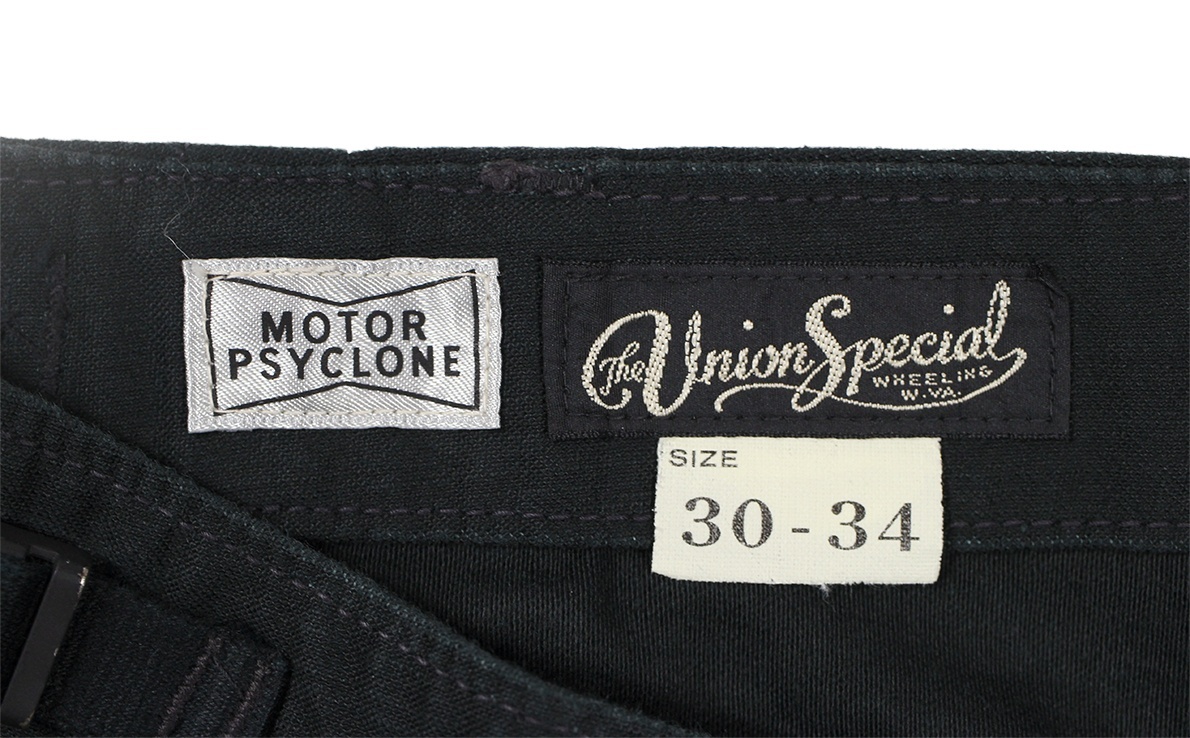 MOTOR
PSYCLONE
The Union Special
WHEELING
W.VA.
SIZE
30 - 34